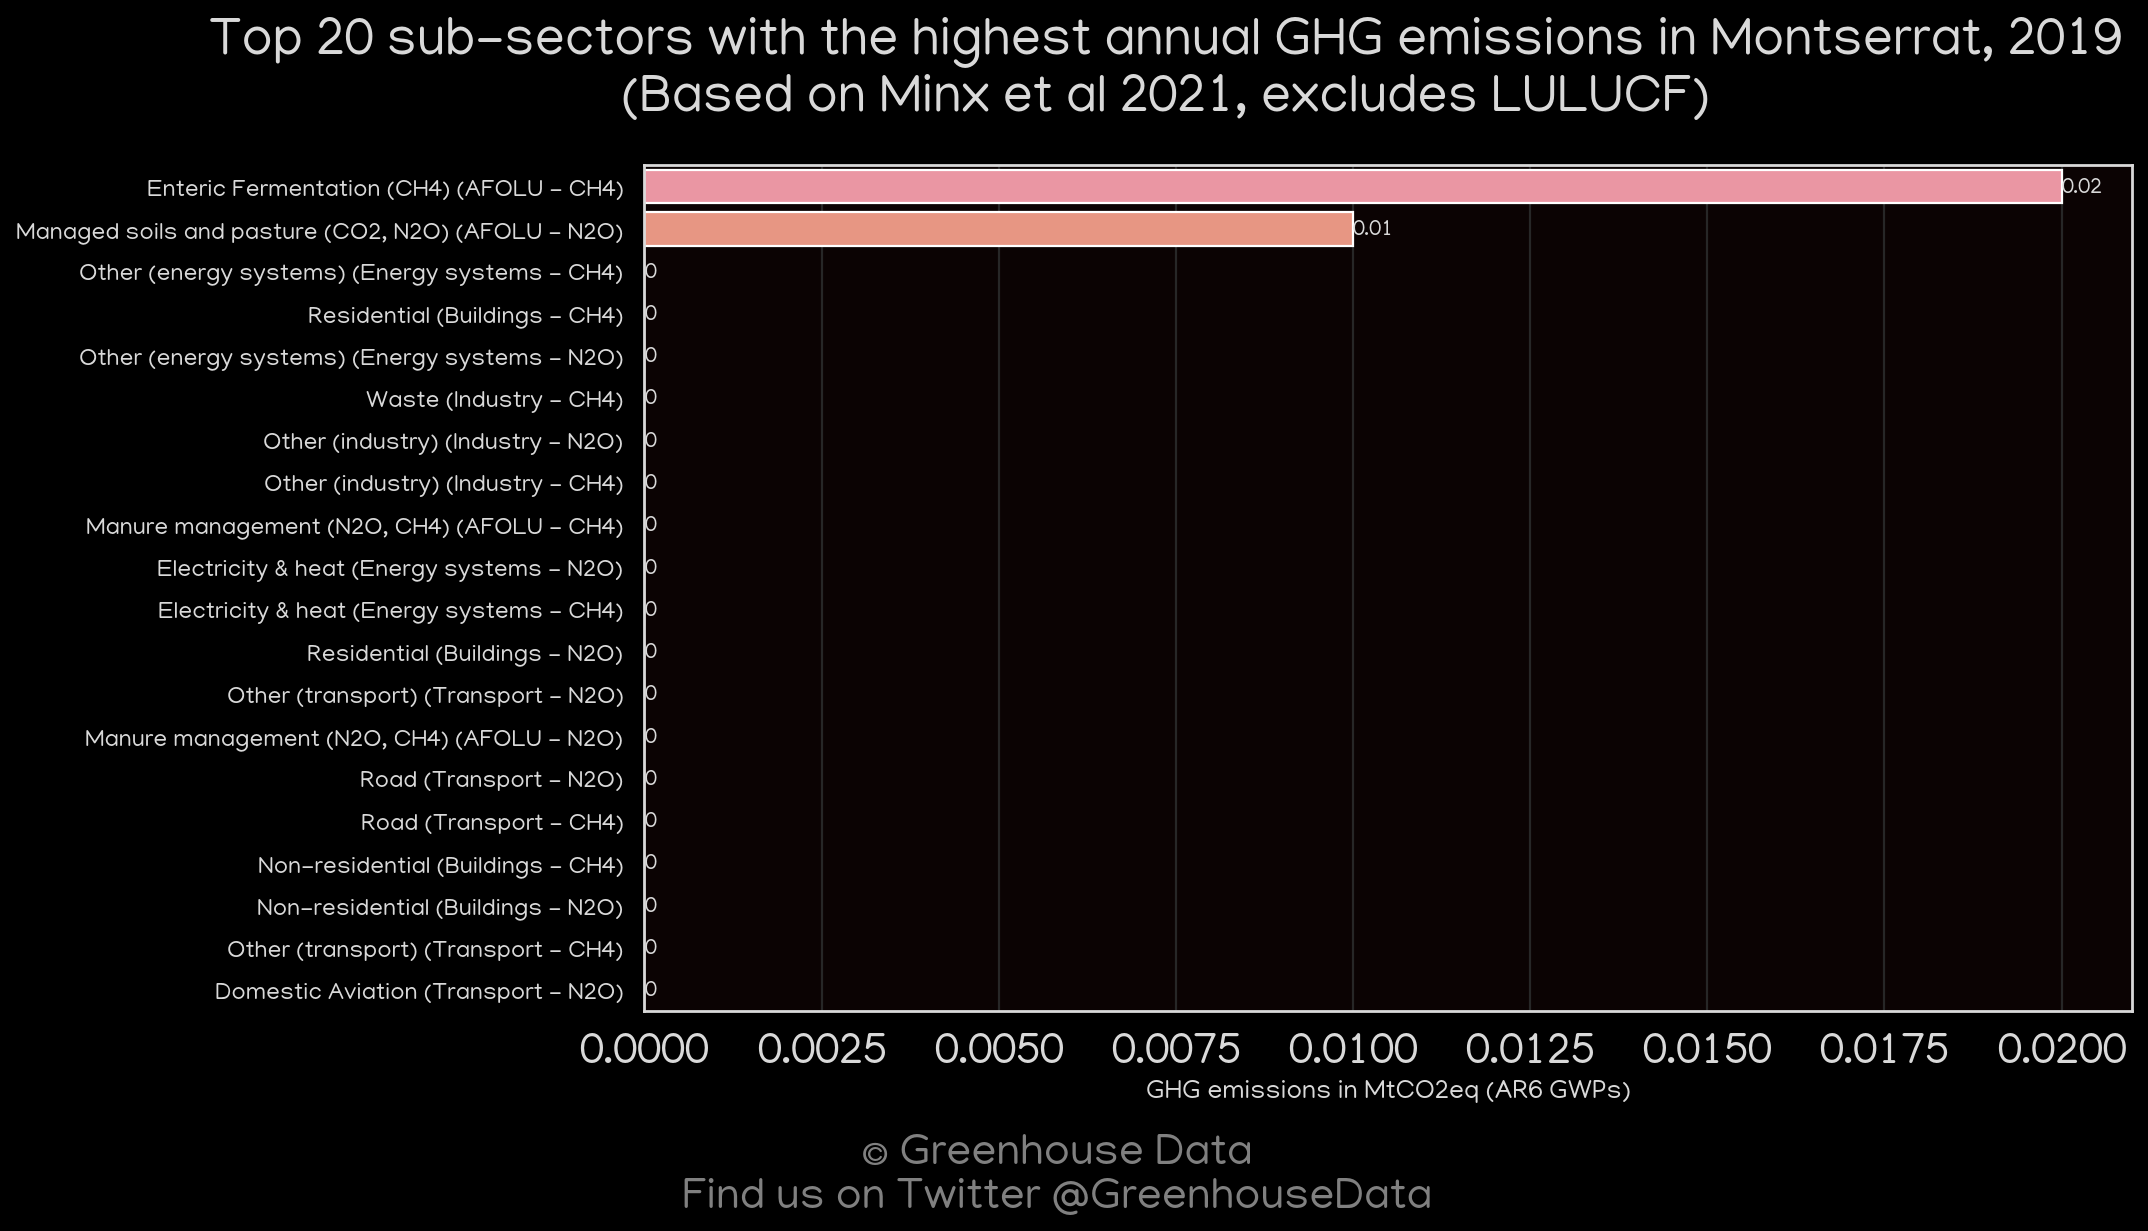 Top 20 sub-sectors with the highest annual GHG emissions in Montserrat, 2019
(Based on Minx et al 2021, excludes LULUCF)
Enteric Fermentation (CH4) (AFOLU - CH4) 0.02
Managed soils and pasture (CO2, N2O) (AFOLU - N2O) 0.01
Other (energy systems) (Energy systems - CH4) 0
Residential (Buildings - CH4) 0
Other (energy systems) (Energy systems - N2O) 0
Waste (Industry - CH4) 0
Other (industry) (Industry - N2O) 0
Other (industry) (Industry - CH4) 0
Manure management (N2O, CH4) (AFOLU - CH4) 0
Electricity & heat (Energy systems - N2O) 0
Electricity & heat (Energy systems - CH4) 0
Residential (Buildings - N2O) 0
Other (transport) (Transport - N2O) 0
Manure management (N2O, CH4) (AFOLU - N2O) 0
Road (Transport - N2O) 0
Road (Transport - CH4) 0
Non-residential (Buildings - CH4) 0
Non-residential (Buildings - N2O) 0
Other (transport) (Transport - CH4) 0
Domestic Aviation (Transport - N2O) 0
0.0000 0.0025 0.0050 0.0075 0.0100 0.0125 0.0150 0.0175 0.0200
GHG emissions in MtCO2eq (AR6 GWPs)
© Greenhouse Data
Find us on Twitter @GreenhouseData